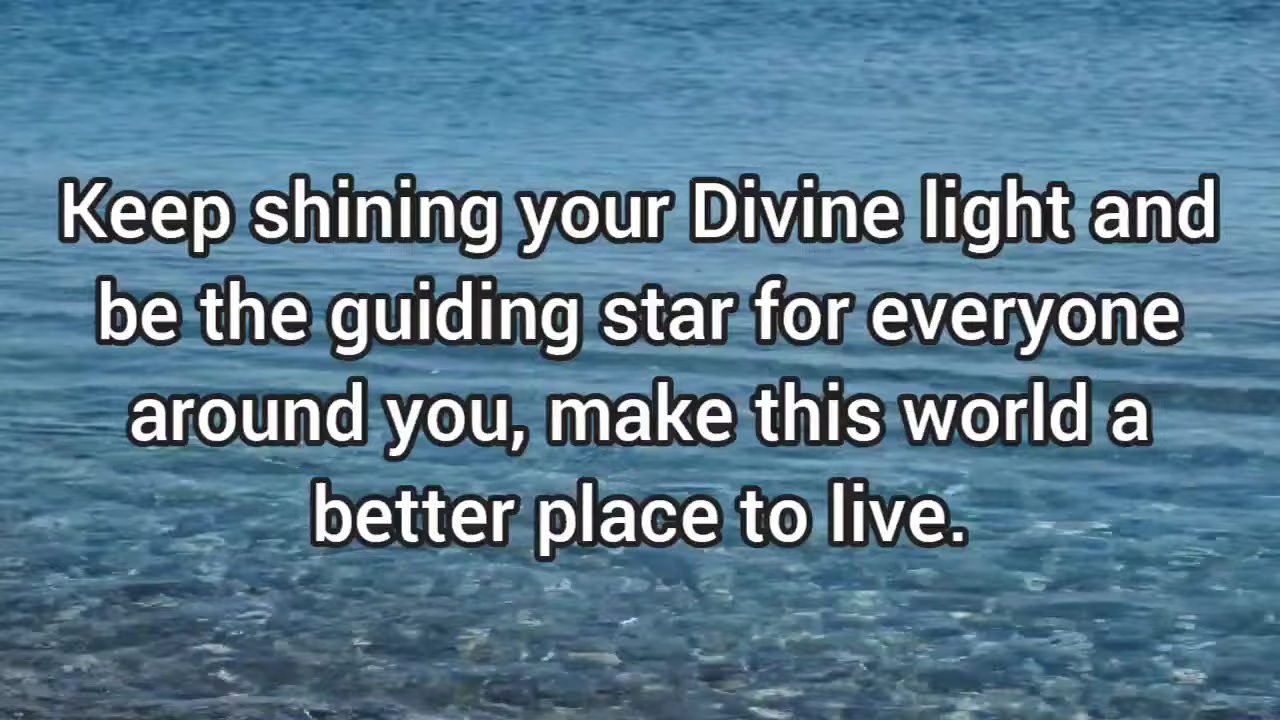 Keep shining your Divine light and
be the guiding star for everyone
around you, make this world a
better place to live.